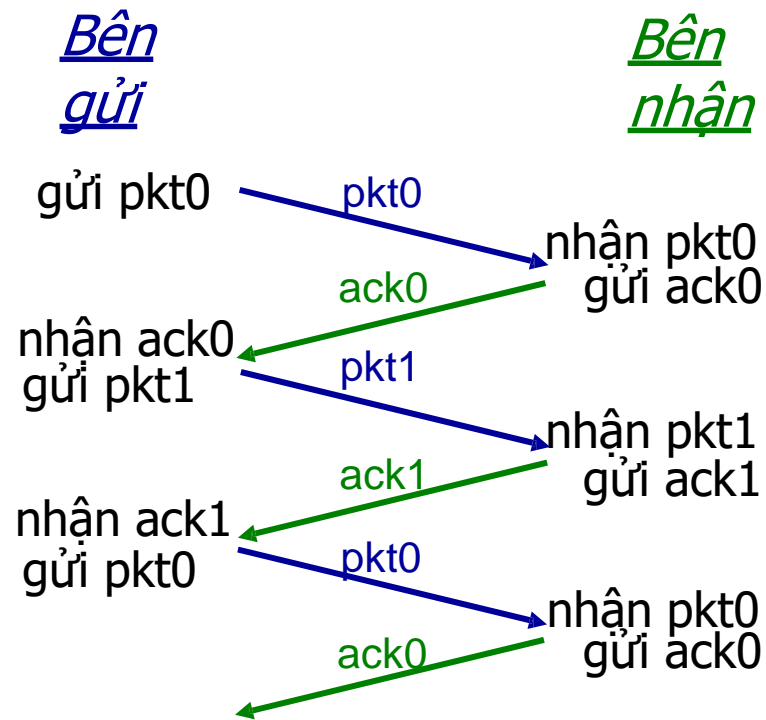 Bên
gửi
Bên
nhận
gửi pkt0
pkt0
nhận pkt0
gửi ack0
ack0
nhận ack0
gửi pkt1
pkt1
nhận pkt1
gửi ack1
ack1
nhận ack1
gửi pkt0
pkt0
nhận pkt0
gửi ack0
ack0